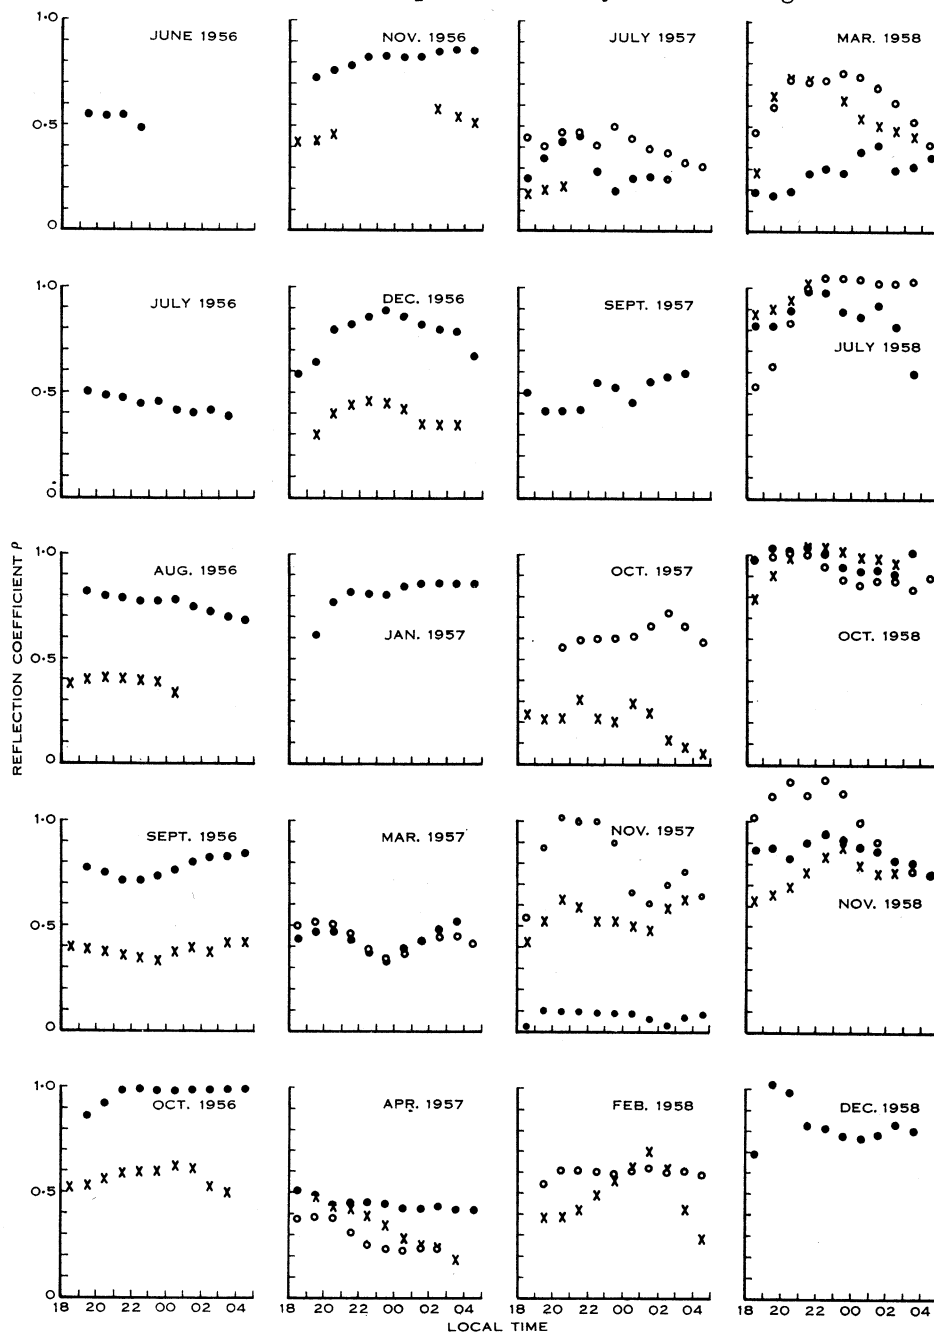 JUNE 1956
NOV. 1956
JULY 1957
MAR. 1958
1·0
0·5
0
JULY 1956
DEC. 1956
SEPT. 1957
JULY 1958
1·0
0·5
0
AUG. 1956
JAN. 1957
OCT. 1957
OCT. 1958
1·0
0·5
0
REFLECTION COEFFICIENT ρ
SEPT. 1956
MAR. 1957
NOV. 1957
NOV. 1958
1·0
0·5
0
OCT. 1956
APR. 1957
FEB. 1958
DEC. 1958
1·0
0·5
0
18 20 22 00 02 04
18 20 22 00 02 04
18 20 22 00 02 04
18 20 22 00 02 04
LOCAL TIME